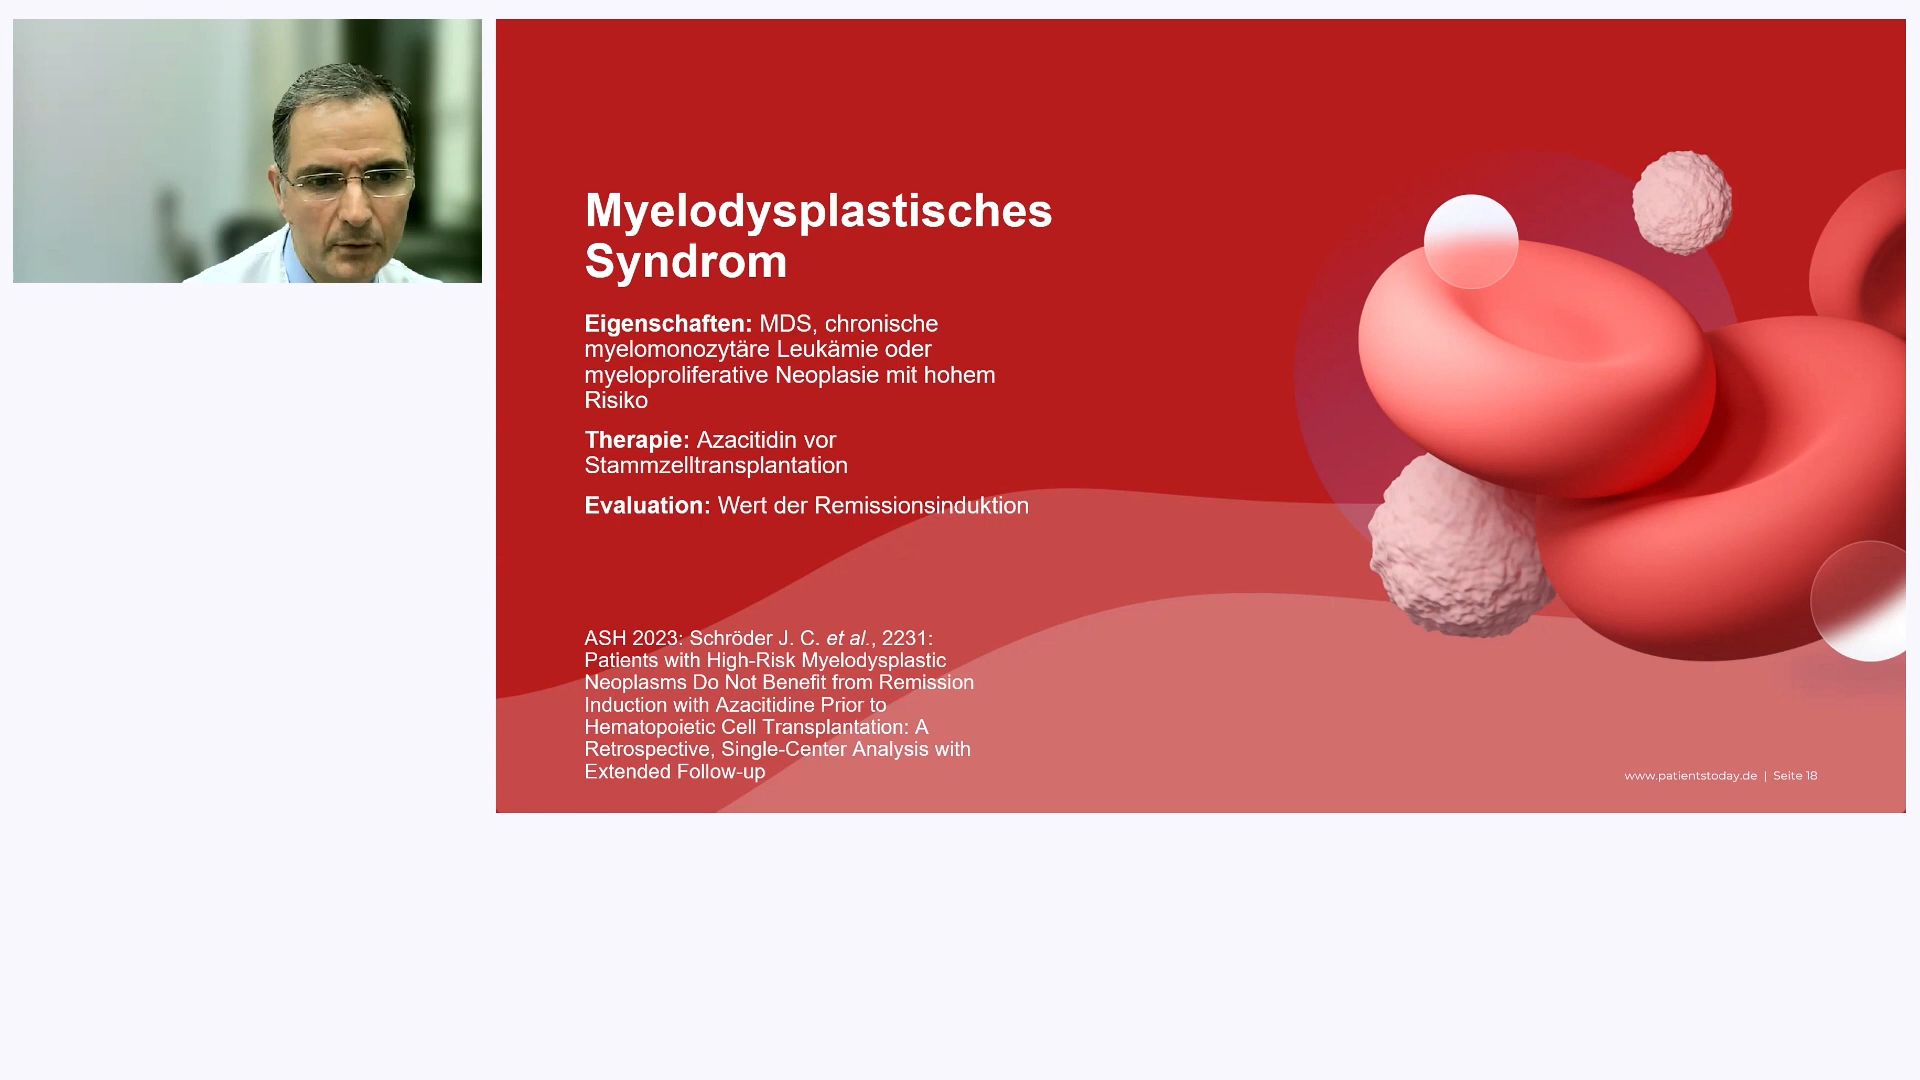 Myelodysplastisches
Syndrom
Eigenschaften: MDS, chronische
myelomonozytäre Leukämie oder
myeloproliferative Neoplasie mit hohem
Risiko
Therapie: Azacitidin vor
Stammzelltransplantation
Evaluation: Wert der Remissionsinduktion
ASH 2023: Schröder J. C. et al., 2231:
Patients with High-Risk Myelodysplastic
Neoplasms Do Not Benefit from Remission
Induction with Azacitidine Prior to
Hematopoietic Cell Transplantation: A
Retrospective, Single-Center Analysis with
Extended Follow-up
www.patientstoday.de | Seite 18